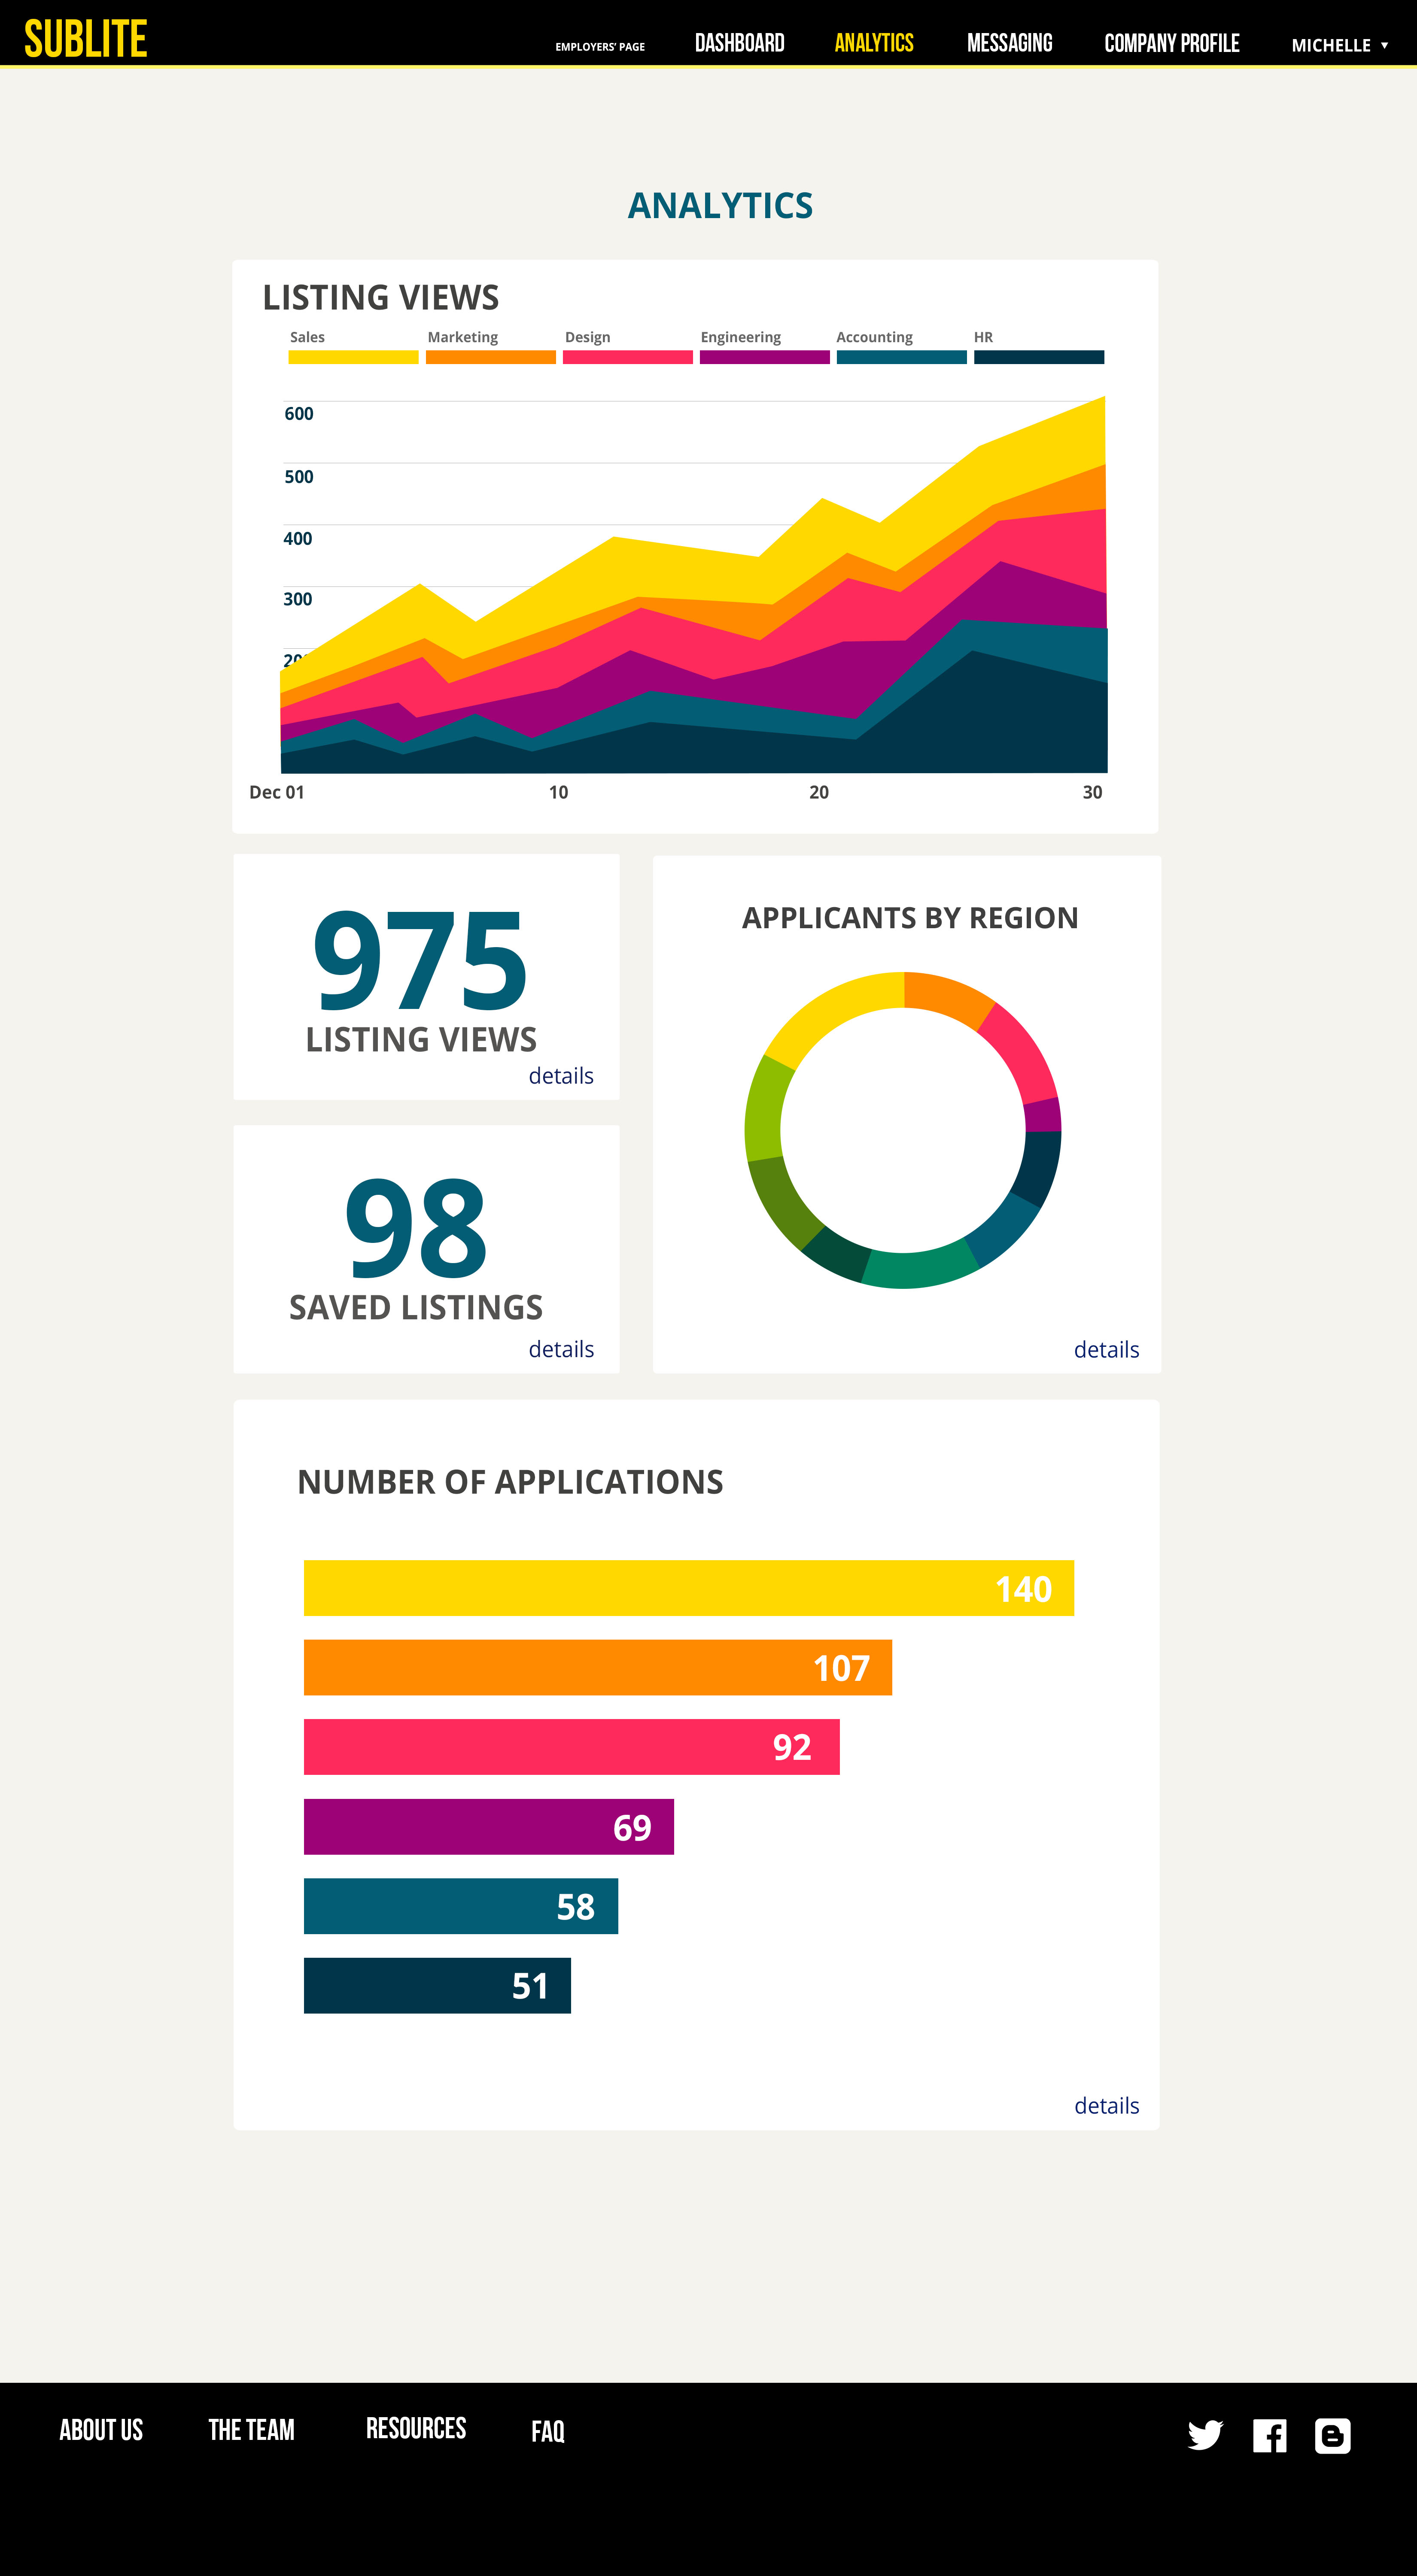 SUBLITE
EMPLOYERS' PAGE DASHBOARD ANALYTICS MESSAGING COMPANY PROFILE MICHELLE ▼
ANALYTICS
LISTING VIEWS
Sales Marketing Design Engineering Accounting HR
600
500
400
300
Dec 01 10 20 30
975
LISTING VIEWS
details
98
SAVED LISTINGS
details
APPLICANTS BY REGION
details
NUMBER OF APPLICATIONS
140
107
92
69
58
51
details
ABOUT US THE TEAM RESOURCES FAQ